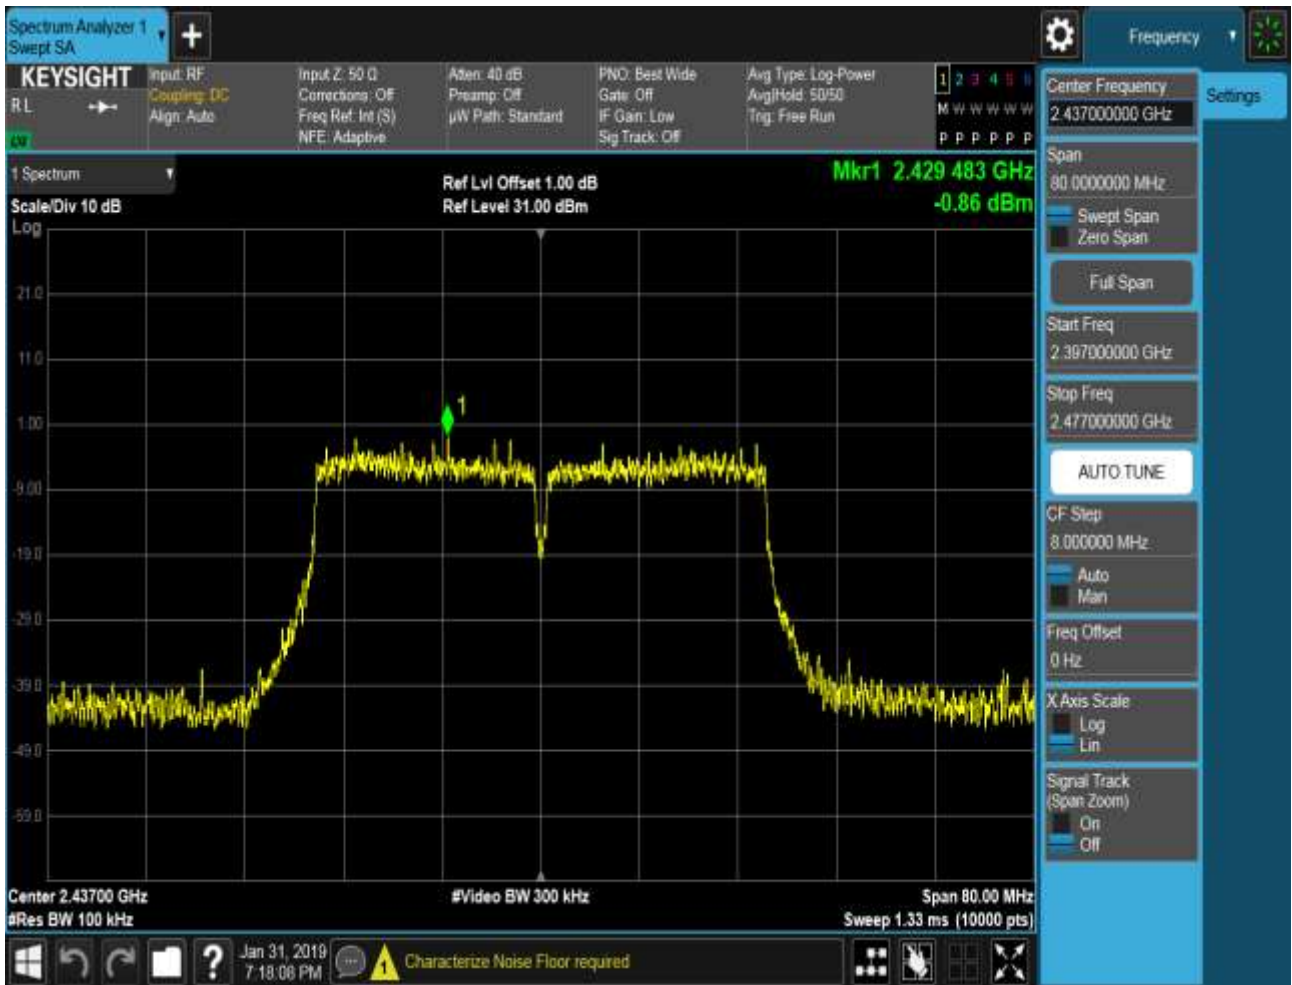 Spectrum Analyzer 1
Swept SA
+
Frequency
KEYSIGHT
R L
Input: RF
Coupling: DC
Align: Auto
Input Z: 50 Ω
Corrections: Off
Freq Ref: Int (S)
NFE: Adaptive
Atten: 40 dB
Preamp: Off
µW Path: Standard
PNO: Best Wide
Gate: Off
IF Gain: Low
Sig Track: Off
Avg Type: Log-Power
Avg|Hold: 50/50
Trig: Free Run
1 2 3 4 5 6
M W W W W W
P P P P P P
1 Spectrum
Scale/Div 10 dB
Log
Ref Lvl Offset 1.00 dB
Ref Level 31.00 dBm
Mkr1 2.429 483 GHz
-0.86 dBm
21.0
11.0
1.00
-9.00
-19.0
-29.0
-39.0
-49.0
-59.0
1
Center 2.43700 GHz
#Res BW 100 kHz
#Video BW 300 kHz
Span 80.00 MHz
Sweep 1.33 ms (10000 pts)
Jan 31, 2019
7:18:08 PM
?
1
Characterize Noise Floor required
Center Frequency
2.437000000 GHz
Settings
Span
80.0000000 MHz
Swept Span
Zero Span
Full Span
Start Freq
2.397000000 GHz
Stop Freq
2.477000000 GHz
AUTO TUNE
CF Step
8.000000 MHz
Auto
Man
Freq Offset
0 Hz
X Axis Scale
Log
Lin
Signal Track
(Span Zoom)
On
Off